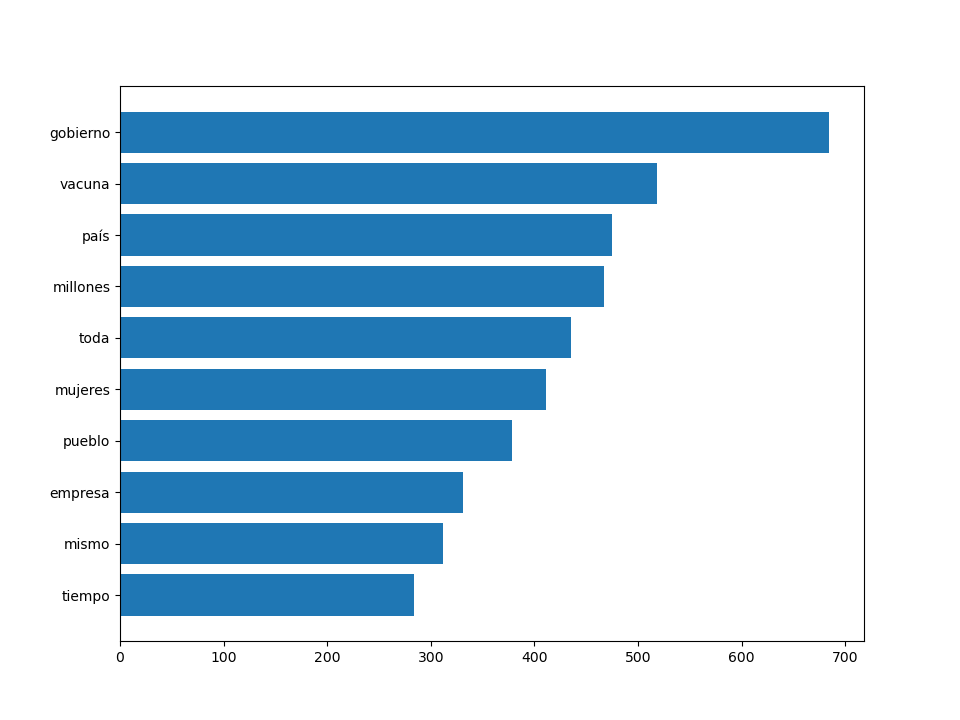 gobierno
vacuna
país
millones
toda
mujeres
pueblo
empresa
mismo
tiempo
0 100 200 300 400 500 600 700